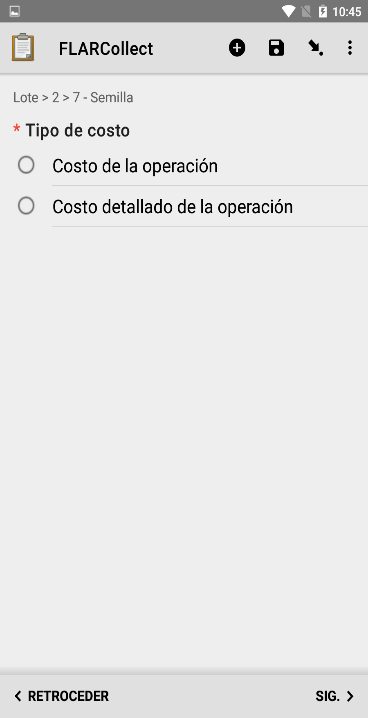 10:45
FLARCollect
Lote > 2 > 7 - Semilla
* Tipo de costo
Costo de la operación
Costo detallado de la operación
< RETROCEDER
SIG. >